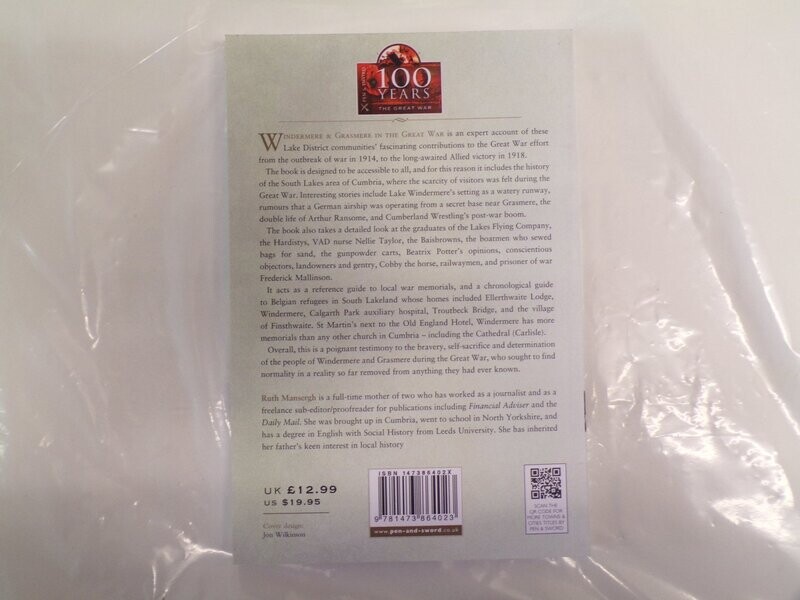 PEN & SWORD
100
YEARS
THE GREAT WAR
WINDERMERE & GRASMERE IN THE GREAT WAR is an expert account of these
Lake District communities' fascinating contributions to the Great War effort
from the outbreak of war in 1914, to the long-awaited Allied victory in 1918.
The book is designed to be accessible to all, and for this reason it includes the history
of the South Lakes area of Cumbria, where the scarcity of visitors was felt during the
Great War. Interesting stories include Lake Windermere's setting as a watery runway,
rumours that a German airship was operating from a secret base near Grasmere, the
double life of Arthur Ransome, and Cumberland Wrestling's post-war boom.
The book also takes a detailed look at the graduates of the Lakes Flying Company,
the Hardistys, VAD nurse Nellie Taylor, the Baisbrowns, the boatmen who sewed
bags for sand, the gunpowder carts, Beatrix Potter's opinions, conscientious
objectors, landowners and gentry, Cobby the horse, railwaymen, and prisoner of war
Frederick Mallinson.
It acts as a reference guide to local war memorials, and a chronological guide
to Belgian refugees in South Lakeland whose homes included Ellerthwaite Lodge,
Windermere, Calgarth Park auxiliary hospital, Troutbeck Bridge, and the village
of Finsthwaite. St Martin's next to the Old England Hotel, Windermere has more
memorials than any other church in Cumbria – including the Cathedral (Carlisle).
Overall, this is a poignant testimony to the bravery, self-sacrifice and determination
of the people of Windermere and Grasmere during the Great War, who sought to find
normality in a reality so far removed from anything they had ever known.
Ruth Mansergh is a full-time mother of two who has worked as a journalist and as a
freelance sub-editor/proofreader for publications including Financial Adviser and the
Daily Mail. She was brought up in Cumbria, went to school in North Yorkshire, and
has a degree in English with Social History from Leeds University. She has inherited
her father's keen interest in local history
UK £12.99
US $19.95
Cover design:
Jon Wilkinson
ISBN 147386402X
9 781473 864023
www.pen-and-sword.co.uk
SCAN THE
QR CODE FOR
MORE TOWNS &
CITIES TITLES BY
PEN & SWORD